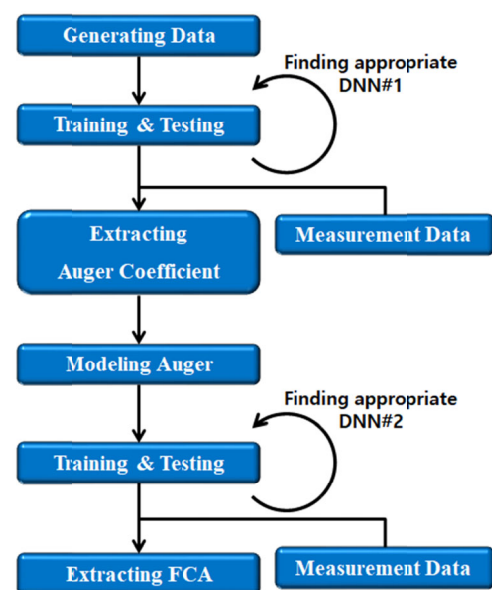 Generating Data
Finding appropriate
DNN#1
Training & Testing
Extracting
Auger Coefficient
Measurement Data
Modeling Auger
Finding appropriate
DNN#2
Training & Testing
Extracting FCA
Measurement Data